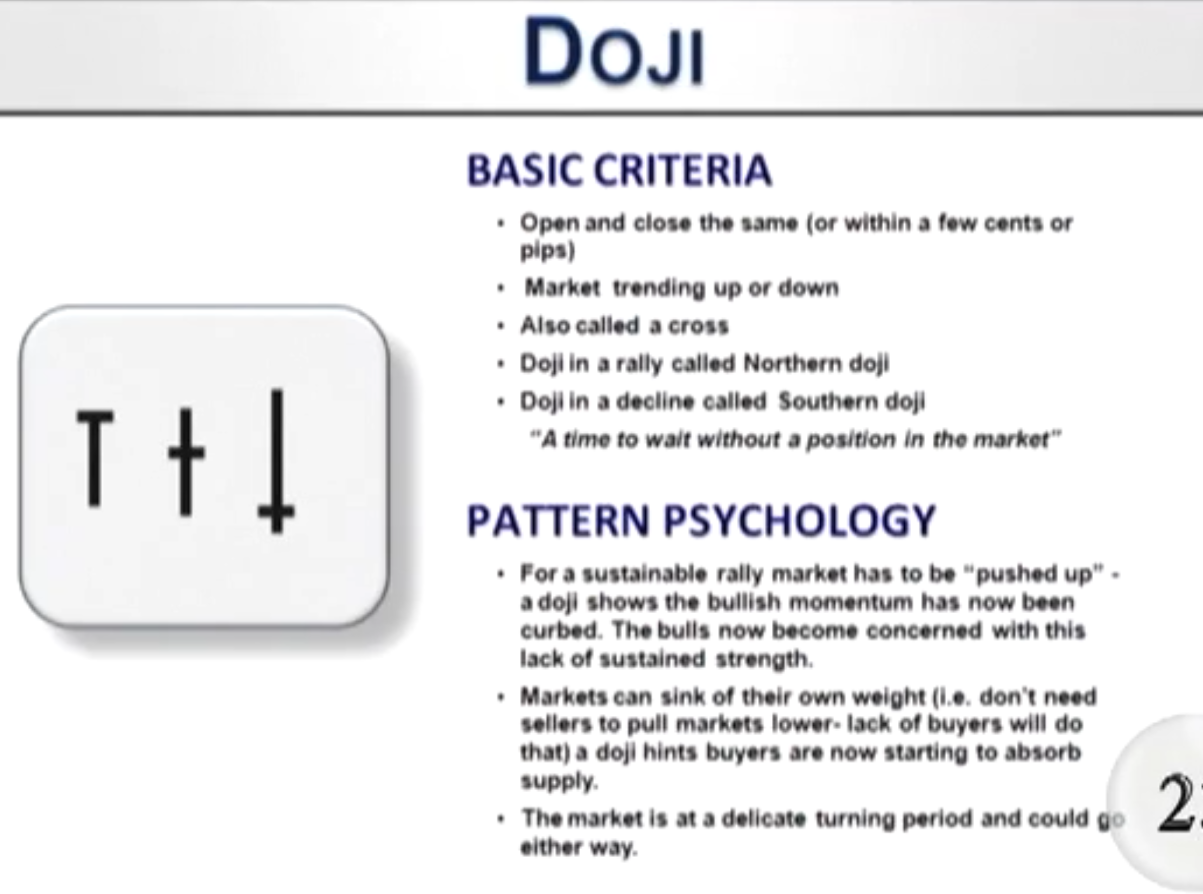 DOJI
BASIC CRITERIA
• Open and close the same (or within a few cents or
pips)
• Market trending up or down
• Also called a cross
• Doji in a rally called Northern doji
• Doji in a decline called Southern doji
"A time to wait without a position in the market"
PATTERN PSYCHOLOGY
• For a sustainable rally market has to be "pushed up" -
a doji shows the bullish momentum has now been
curbed. The bulls now become concerned with this
lack of sustained strength.
• Markets can sink of their own weight (i.e. don't need
sellers to pull markets lower- lack of buyers will do
that) a doji hints buyers are now starting to absorb
supply.
• The market is at a delicate turning period and could go
either way.